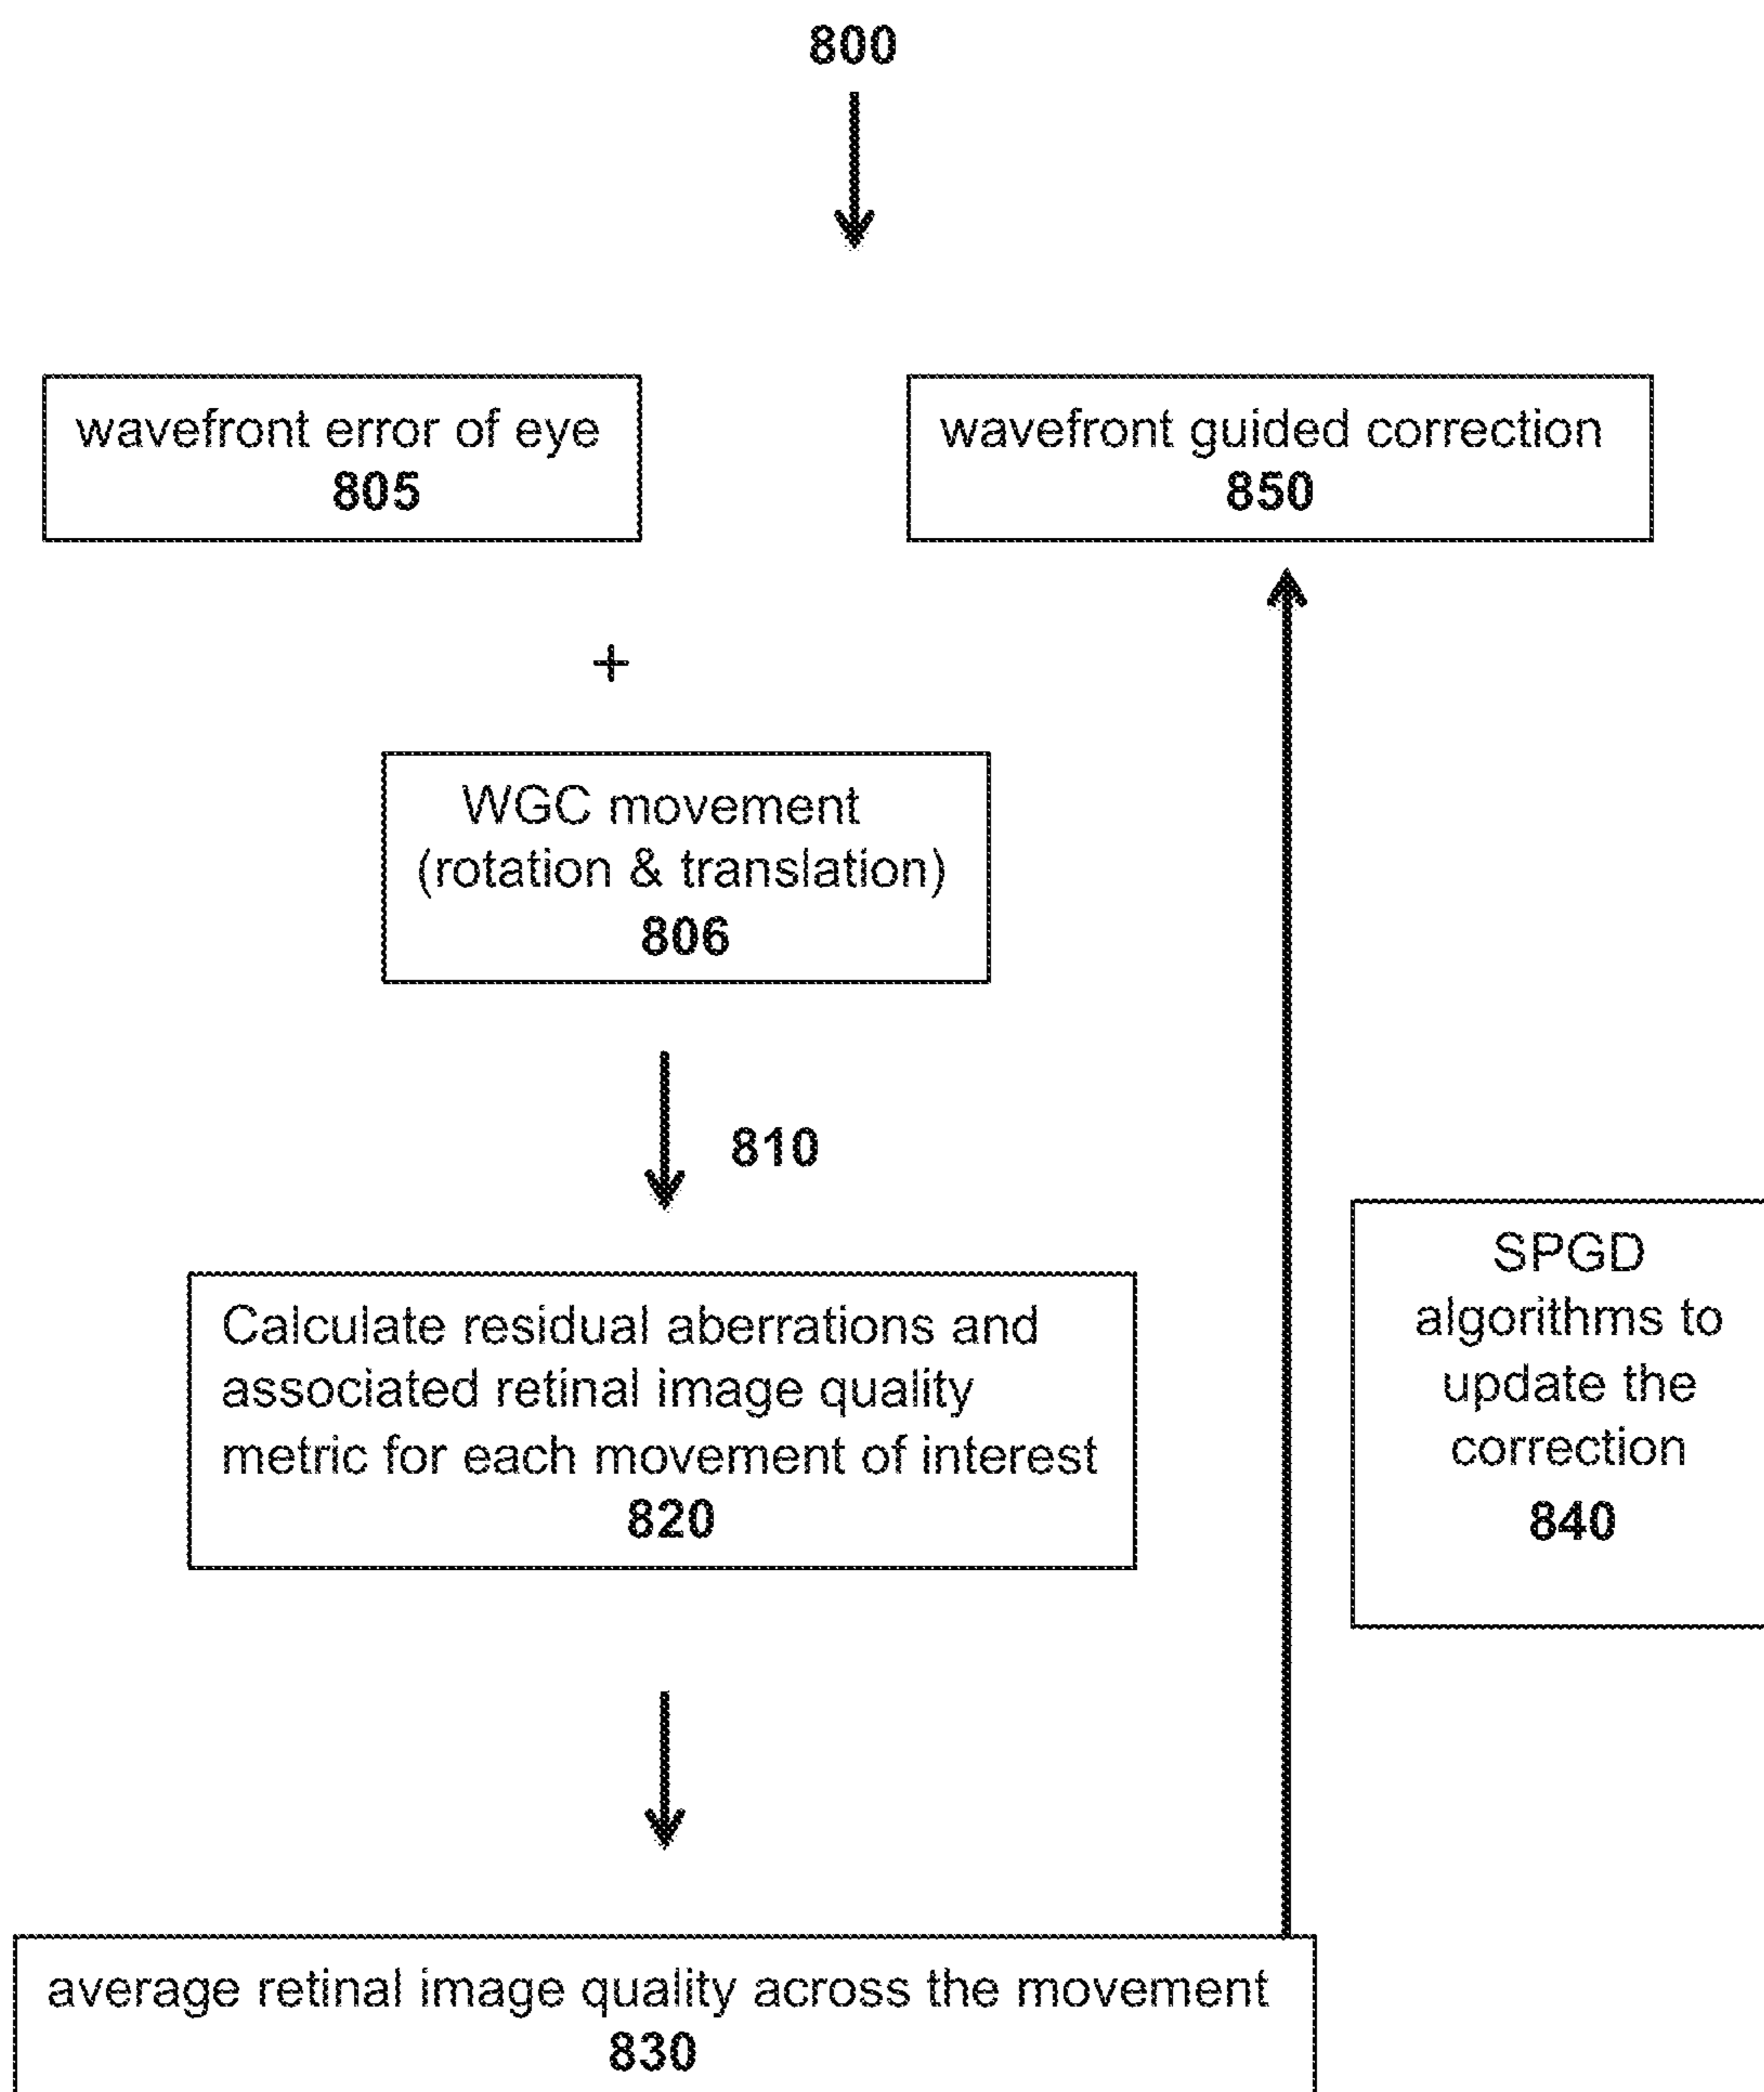 800
wavefront error of eye
805
wavefront guided correction
850
+
WGC movement
(rotation & translation)
806
810
Calculate residual aberrations and
associated retinal image quality
metric for each movement of interest
820
SPGD
algorithms to
update the
correction
840
average retinal image quality across the movement
830